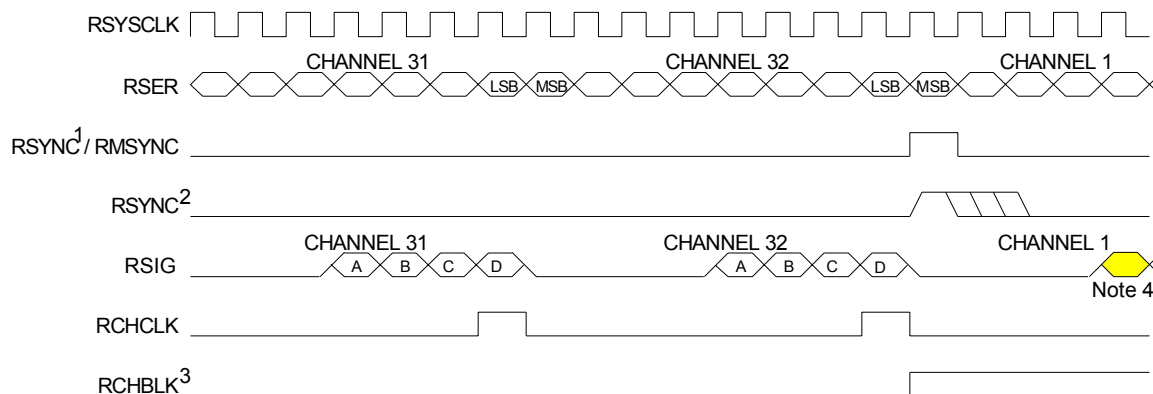 RSYSCLK
CHANNEL 31 CHANNEL 32 CHANNEL 1
RSER LSB MSB LSB MSB
RSYNC1 / RMSYNC
RSYNC2
CHANNEL 31 CHANNEL 32 CHANNEL 1
RSIG A B C D A B C D
Note 4
RCHCLK
RCHBLK3